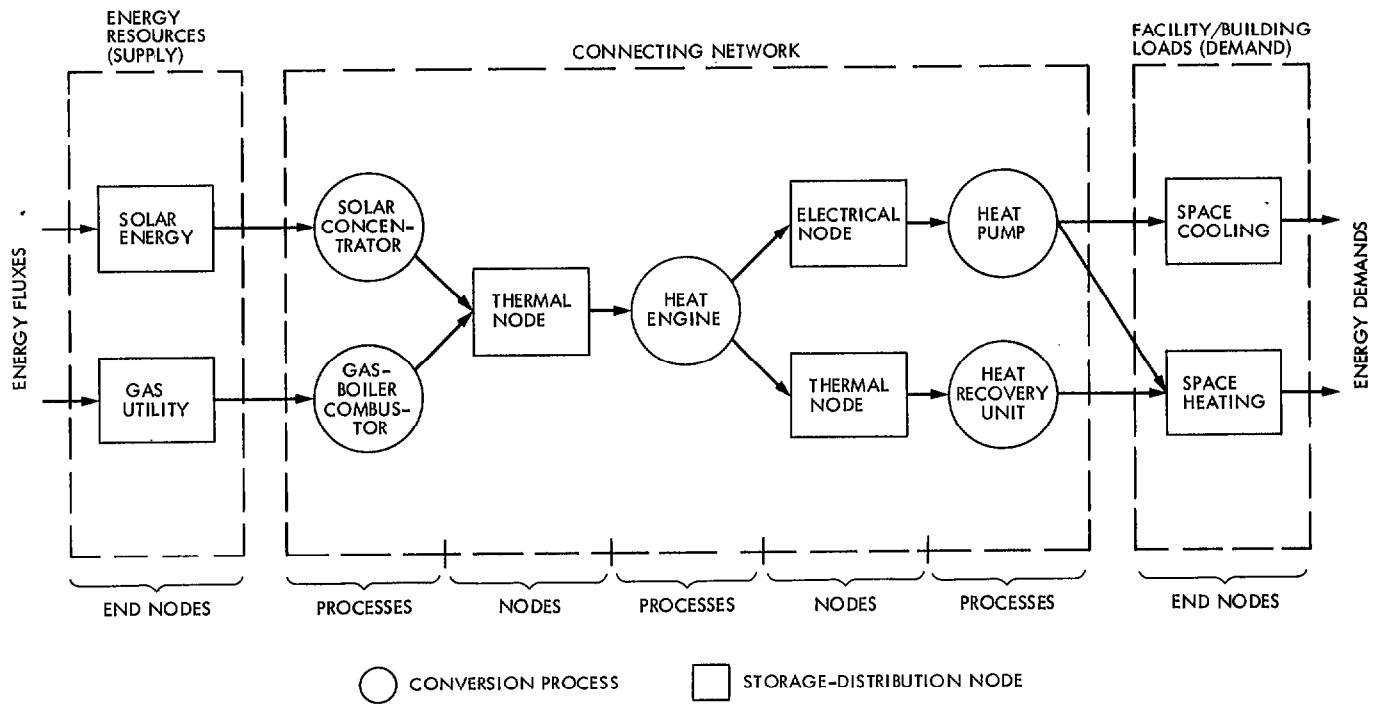 ENERGY
RESOURCES
(SUPPLY)
CONNECTING NETWORK
FACILITY/BUILDING
LOADS (DEMAND)
ENERGY FLUXES
SOLAR
ENERGY
GAS
UTILITY
SOLAR
CONCEN-
TRATOR
GAS-
BOILER
COMBUS-
TOR
THERMAL
NODE
HEAT
ENGINE
ELECTRICAL
NODE
THERMAL
NODE
HEAT
PUMP
HEAT
RECOVERY
UNIT
SPACE
COOLING
SPACE
HEATING
ENERGY DEMANDS
END NODES
PROCESSES
NODES
PROCESSES
NODES
PROCESSES
END NODES
CONVERSION PROCESS
STORAGE-DISTRIBUTION NODE